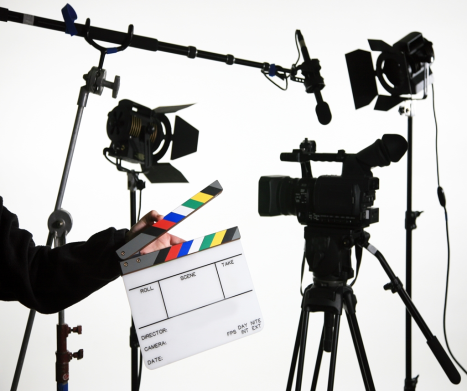 ROLL SCENE TAKE
DIRECTOR:
CAMERA: DAY NITE
DATE: FPS INT EXT